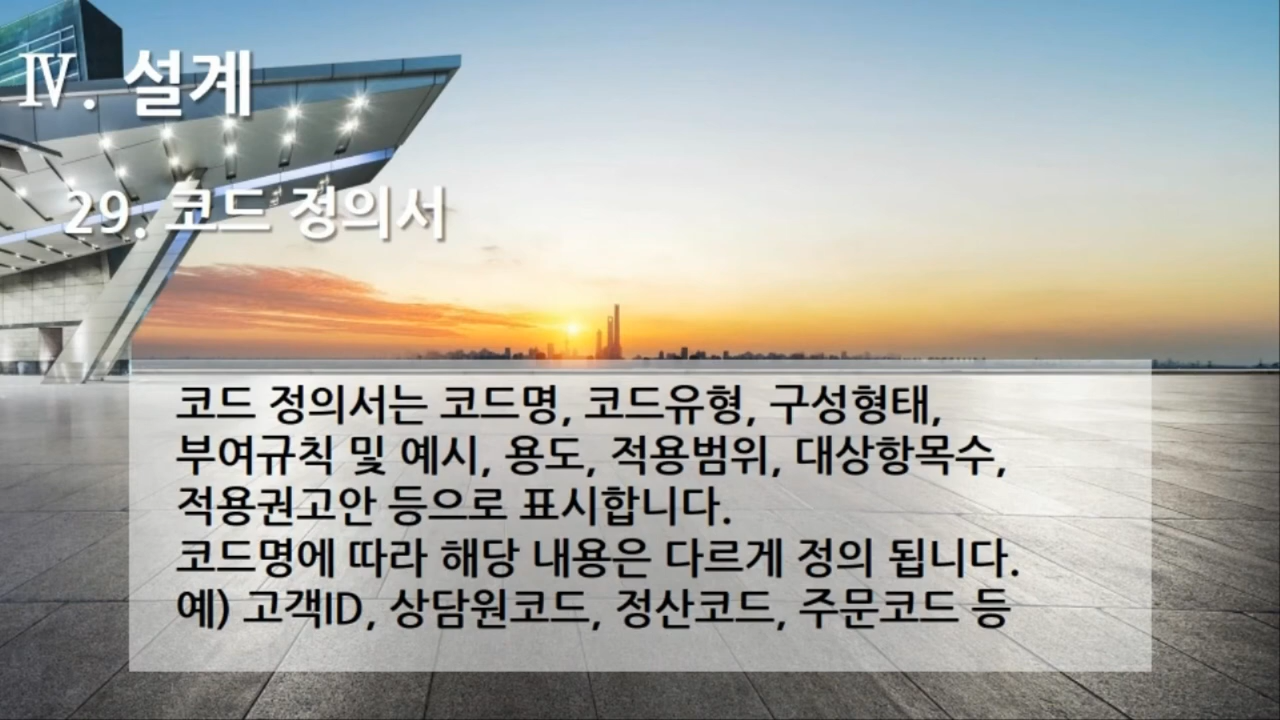 Ⅳ. 설계
29. 코드 정의서
코드 정의서는 코드명, 코드유형, 구성형태,
부여규칙 및 예시, 용도, 적용범위, 대상항목수,
적용권고안 등으로 표시합니다.
코드명에 따라 해당 내용은 다르게 정의 됩니다.
예) 고객ID, 상담원코드, 정산코드, 주문코드 등